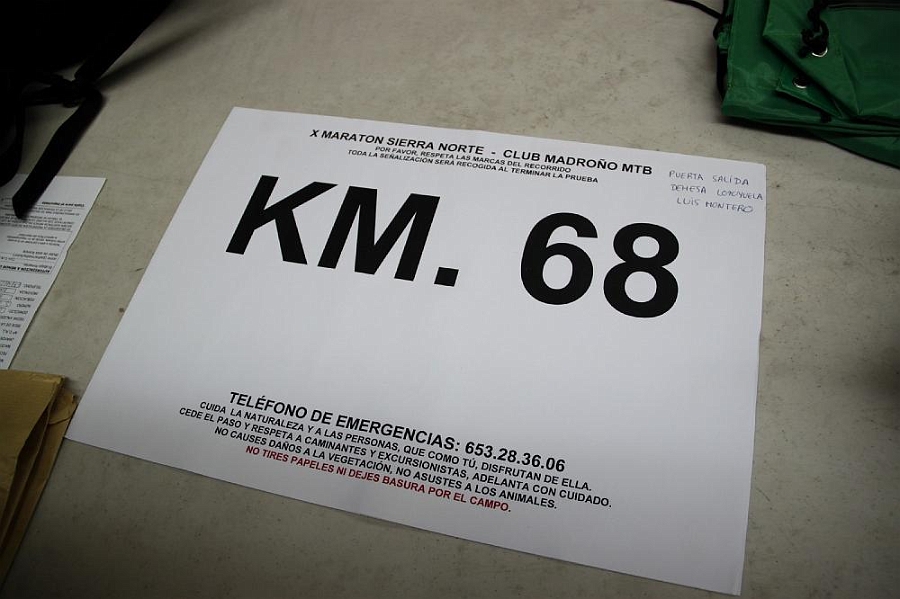 X MARATON SIERRA NORTE - CLUB MADROÑO MTB
POR FAVOR, RESPETA LAS MARCAS DEL RECORRIDO
TODA LA SEÑALIZACIÓN SERÁ RECOGIDA AL TERMINAR LA PRUEBA
PUERTA SALIDA
DEHESA LOZOYUELA
LUIS MONTERO
KM. 68
TELÉFONO DE EMERGENCIAS: 653.28.36.06
CUIDA LA NATURALEZA Y A LAS PERSONAS, QUE COMO TÚ, DISFRUTAN DE ELLA.
CEDE EL PASO Y RESPETA A CAMINANTES Y EXCURSIONISTAS, ADELANTA CON CUIDADO.
NO CAUSES DAÑOS A LA VEGETACIÓN, NO ASUSTES A LOS ANIMALES.
NO TIRES PAPELES NI DEJES BASURA POR EL CAMPO.